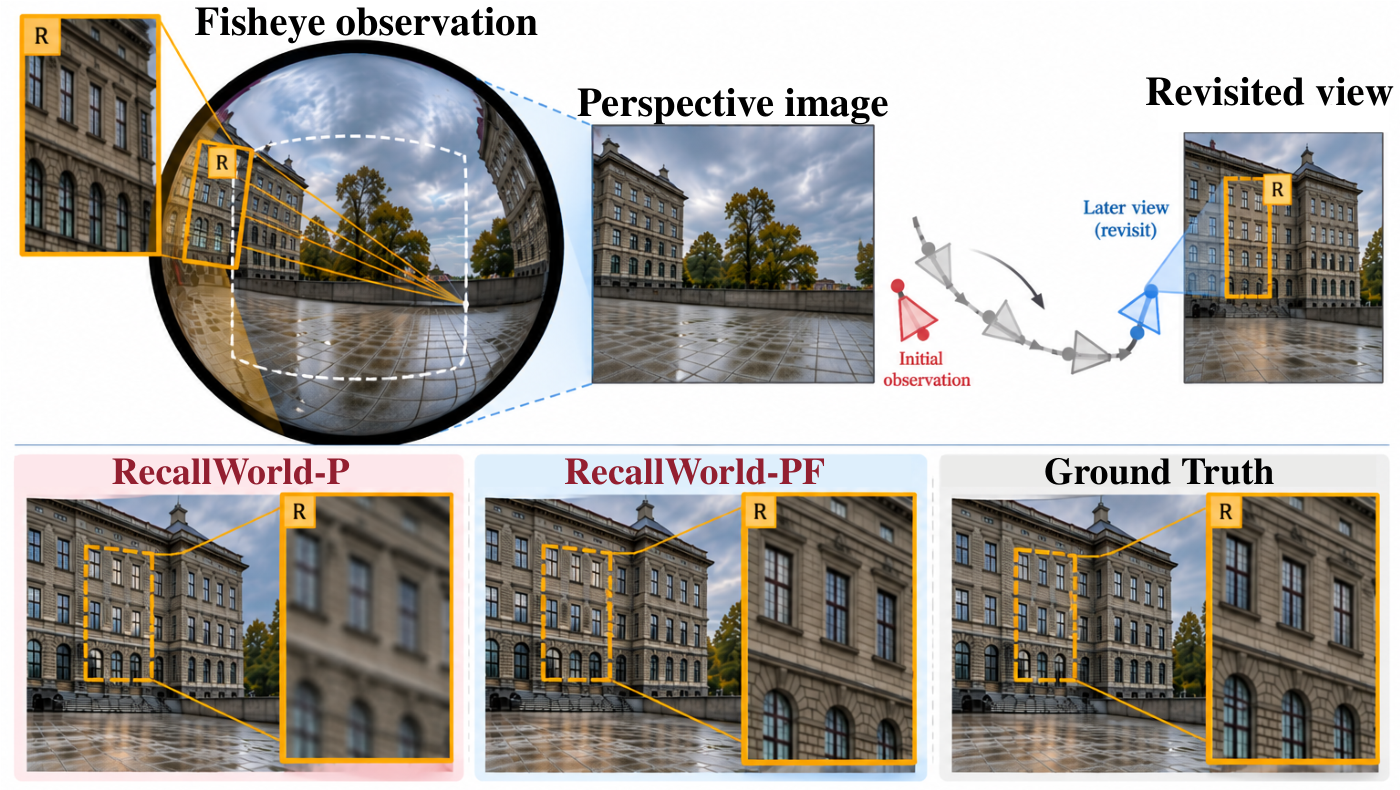 Fisheye observation
R
R
Perspective image
Revisited view
R
Later view
(revisit)
Initial
observation
RecallWorld-P
RecallWorld-PF
Ground Truth
R
R
R